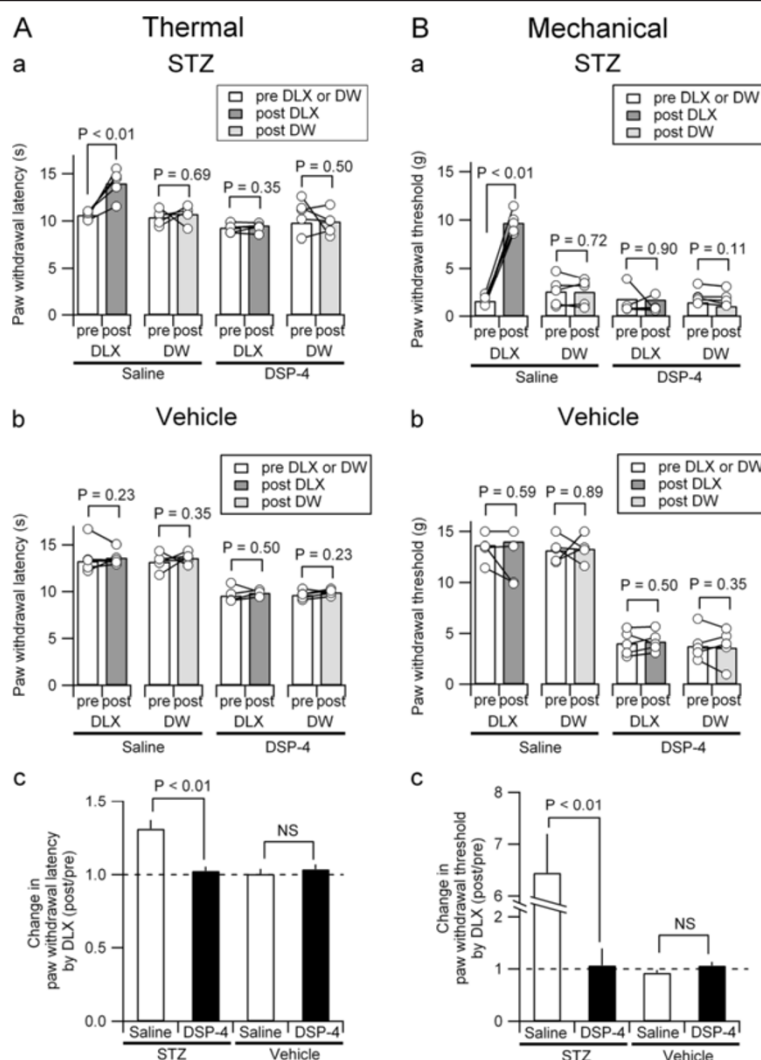 A Thermal
a STZ
pre DLX or DW
post DLX
post DW
Paw withdrawal latency (s)
15
10
5
0
P < 0.01
P = 0.69
P = 0.35
P = 0.50
pre post pre post pre post pre post
DLX DW DLX DW
Saline DSP-4
b Vehicle
pre DLX or DW
post DLX
post DW
Paw withdrawal latency (s)
15
10
5
0
P = 0.23
P = 0.35
P = 0.50
P = 0.23
pre post pre post pre post pre post
DLX DW DLX DW
Saline DSP-4
c
Change in
paw withdrawal latency
by DLX (post/pre)
1.5
1.0
0.5
0.0
P < 0.01
NS
Saline DSP-4 Saline DSP-4
STZ Vehicle
B Mechanical
a STZ
pre DLX or DW
post DLX
post DW
Paw withdrawal threshold (g)
15
10
5
0
P < 0.01
P = 0.72
P = 0.90
P = 0.11
pre post pre post pre post pre post
DLX DW DLX DW
Saline DSP-4
b Vehicle
pre DLX or DW
post DLX
post DW
Paw withdrawal threshold (g)
15
10
5
0
P = 0.59
P = 0.89
P = 0.50
P = 0.35
pre post pre post pre post pre post
DLX DW DLX DW
Saline DSP-4
c
Change in
paw withdrawal threshold
by DLX (post/pre)
8
7
6
2
1
0
P < 0.01
NS
Saline DSP-4 Saline DSP-4
STZ Vehicle